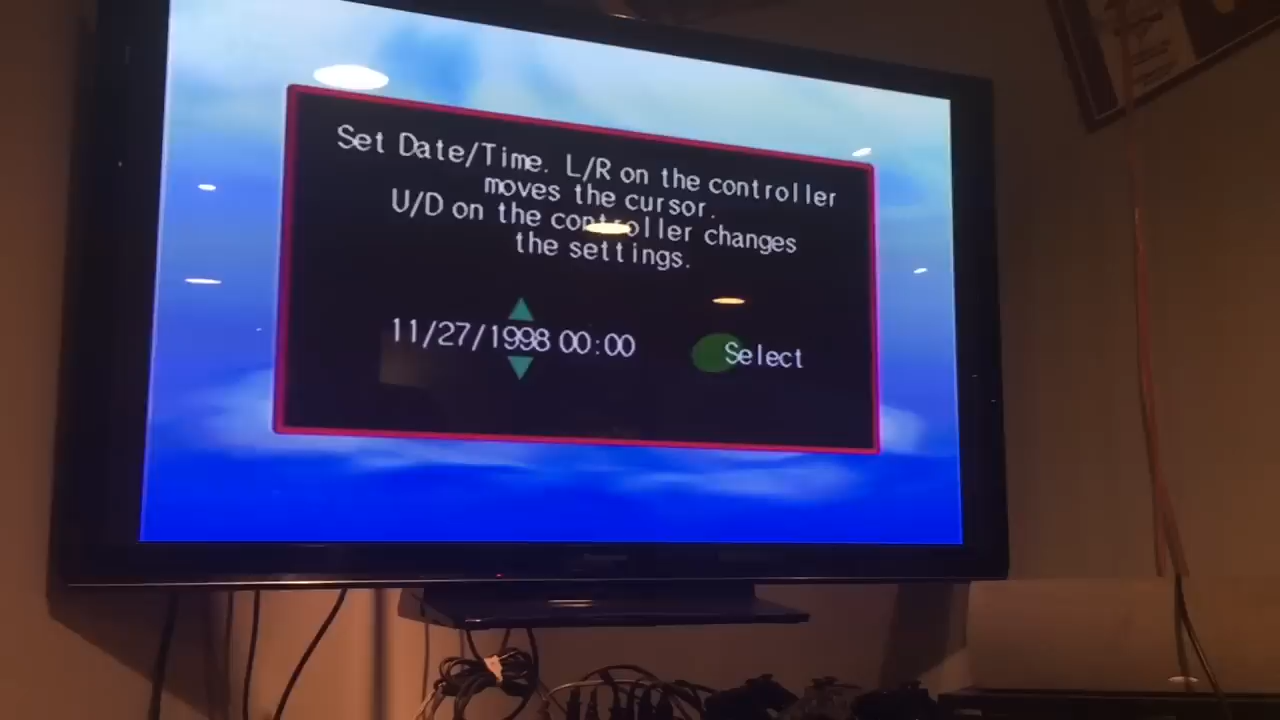 Set Date/Time. L/R on the controller
moves the cursor.
U/D on the controller changes
the settings.
11/27/1998 00:00
Select